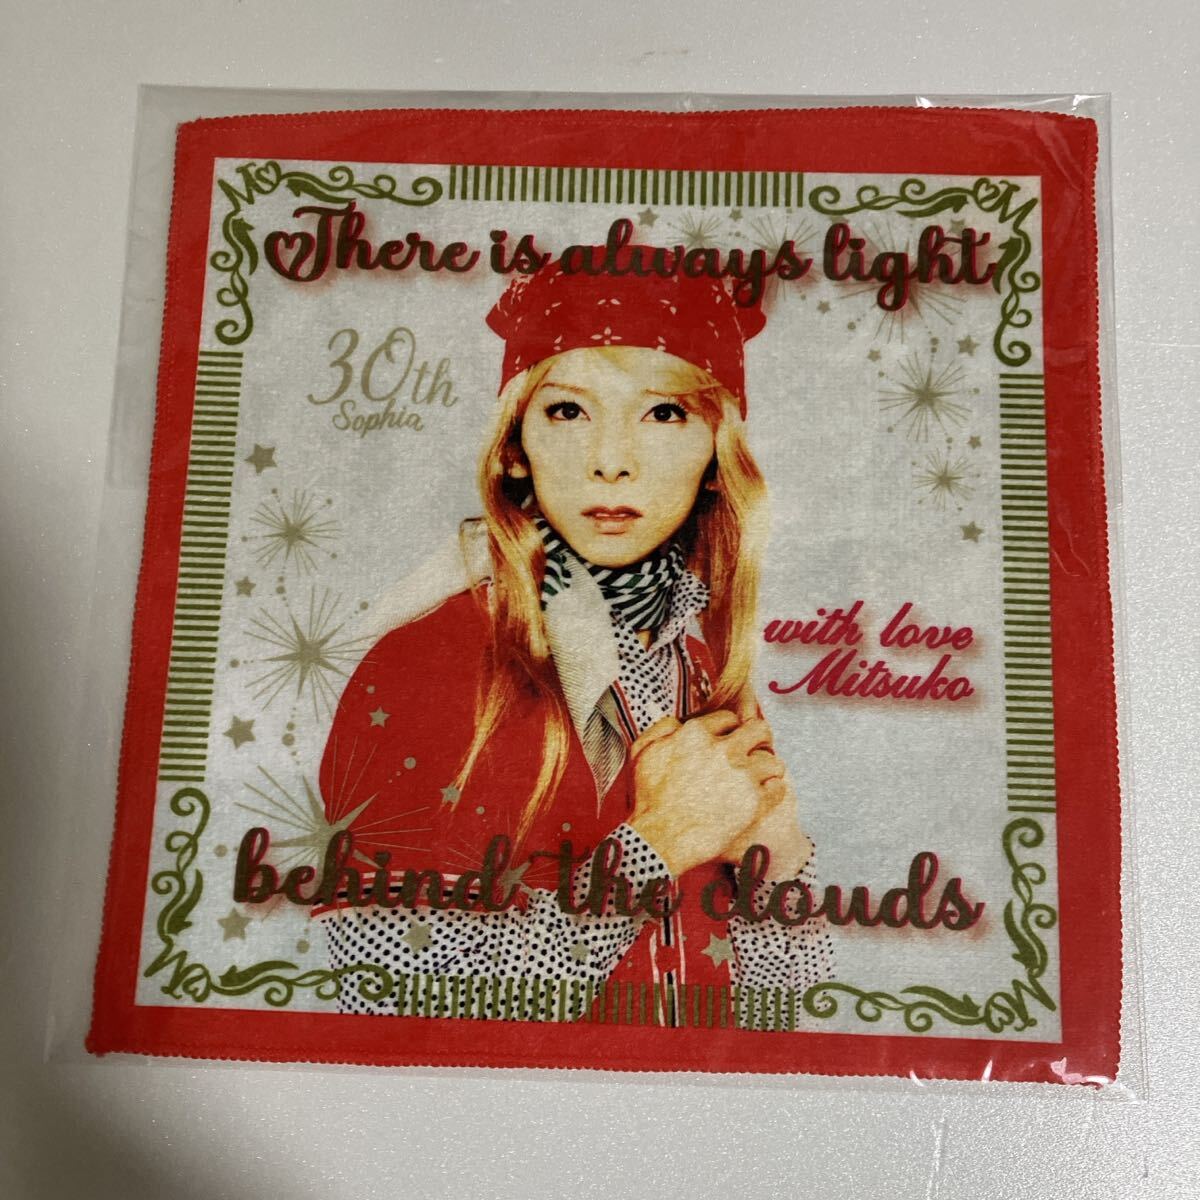 There is always light
30th
Sophia
with love
Mitsuko
behind the clouds